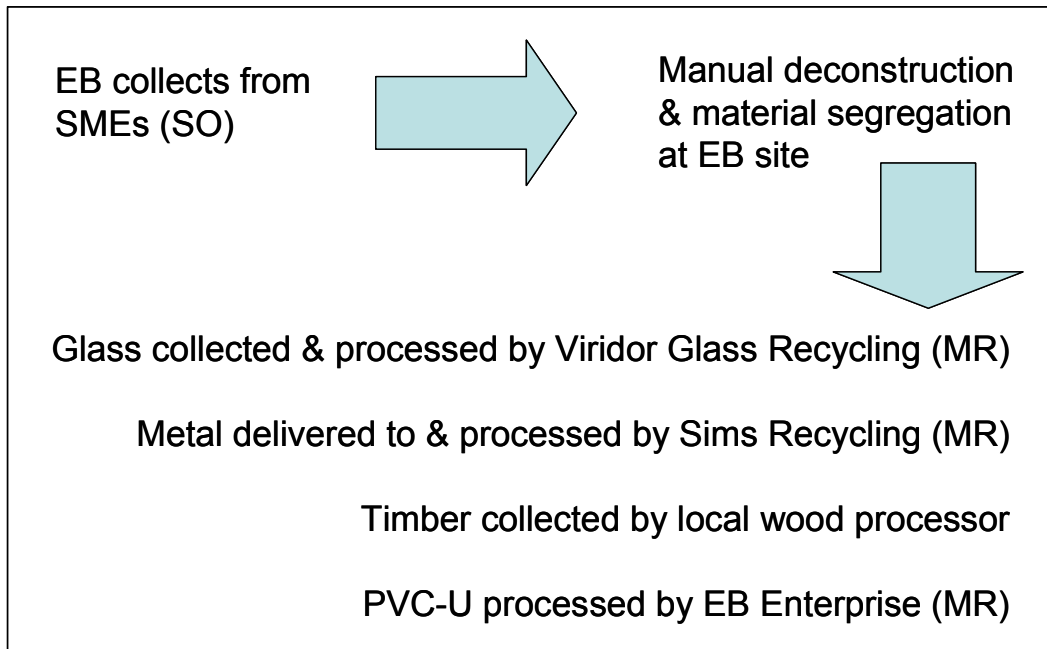 EB collects from
SMEs (SO)
Manual deconstruction
& material segregation
at EB site
Glass collected & processed by Viridor Glass Recycling (MR)
Metal delivered to & processed by Sims Recycling (MR)
Timber collected by local wood processor
PVC-U processed by EB Enterprise (MR)